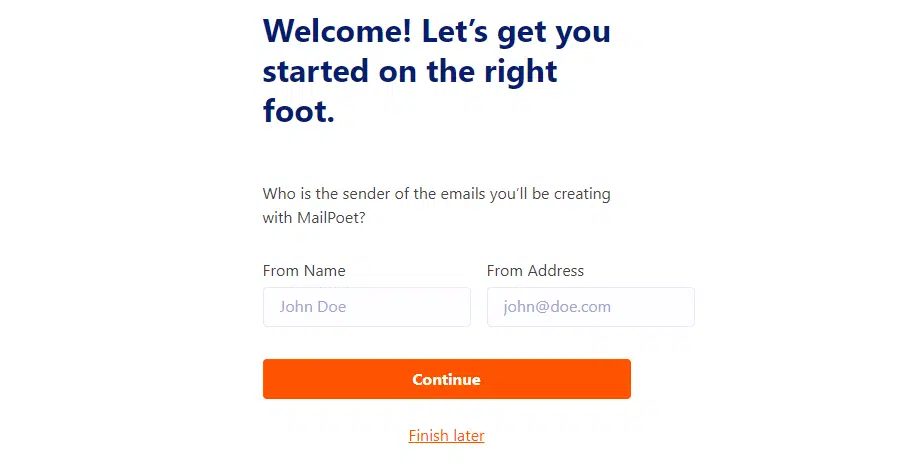 Welcome! Let’s get you
started on the right
foot.
Who is the sender of the emails you’ll be creating
with MailPoet?
From Name From Address
John Doe john@doe.com
Continue
Finish later